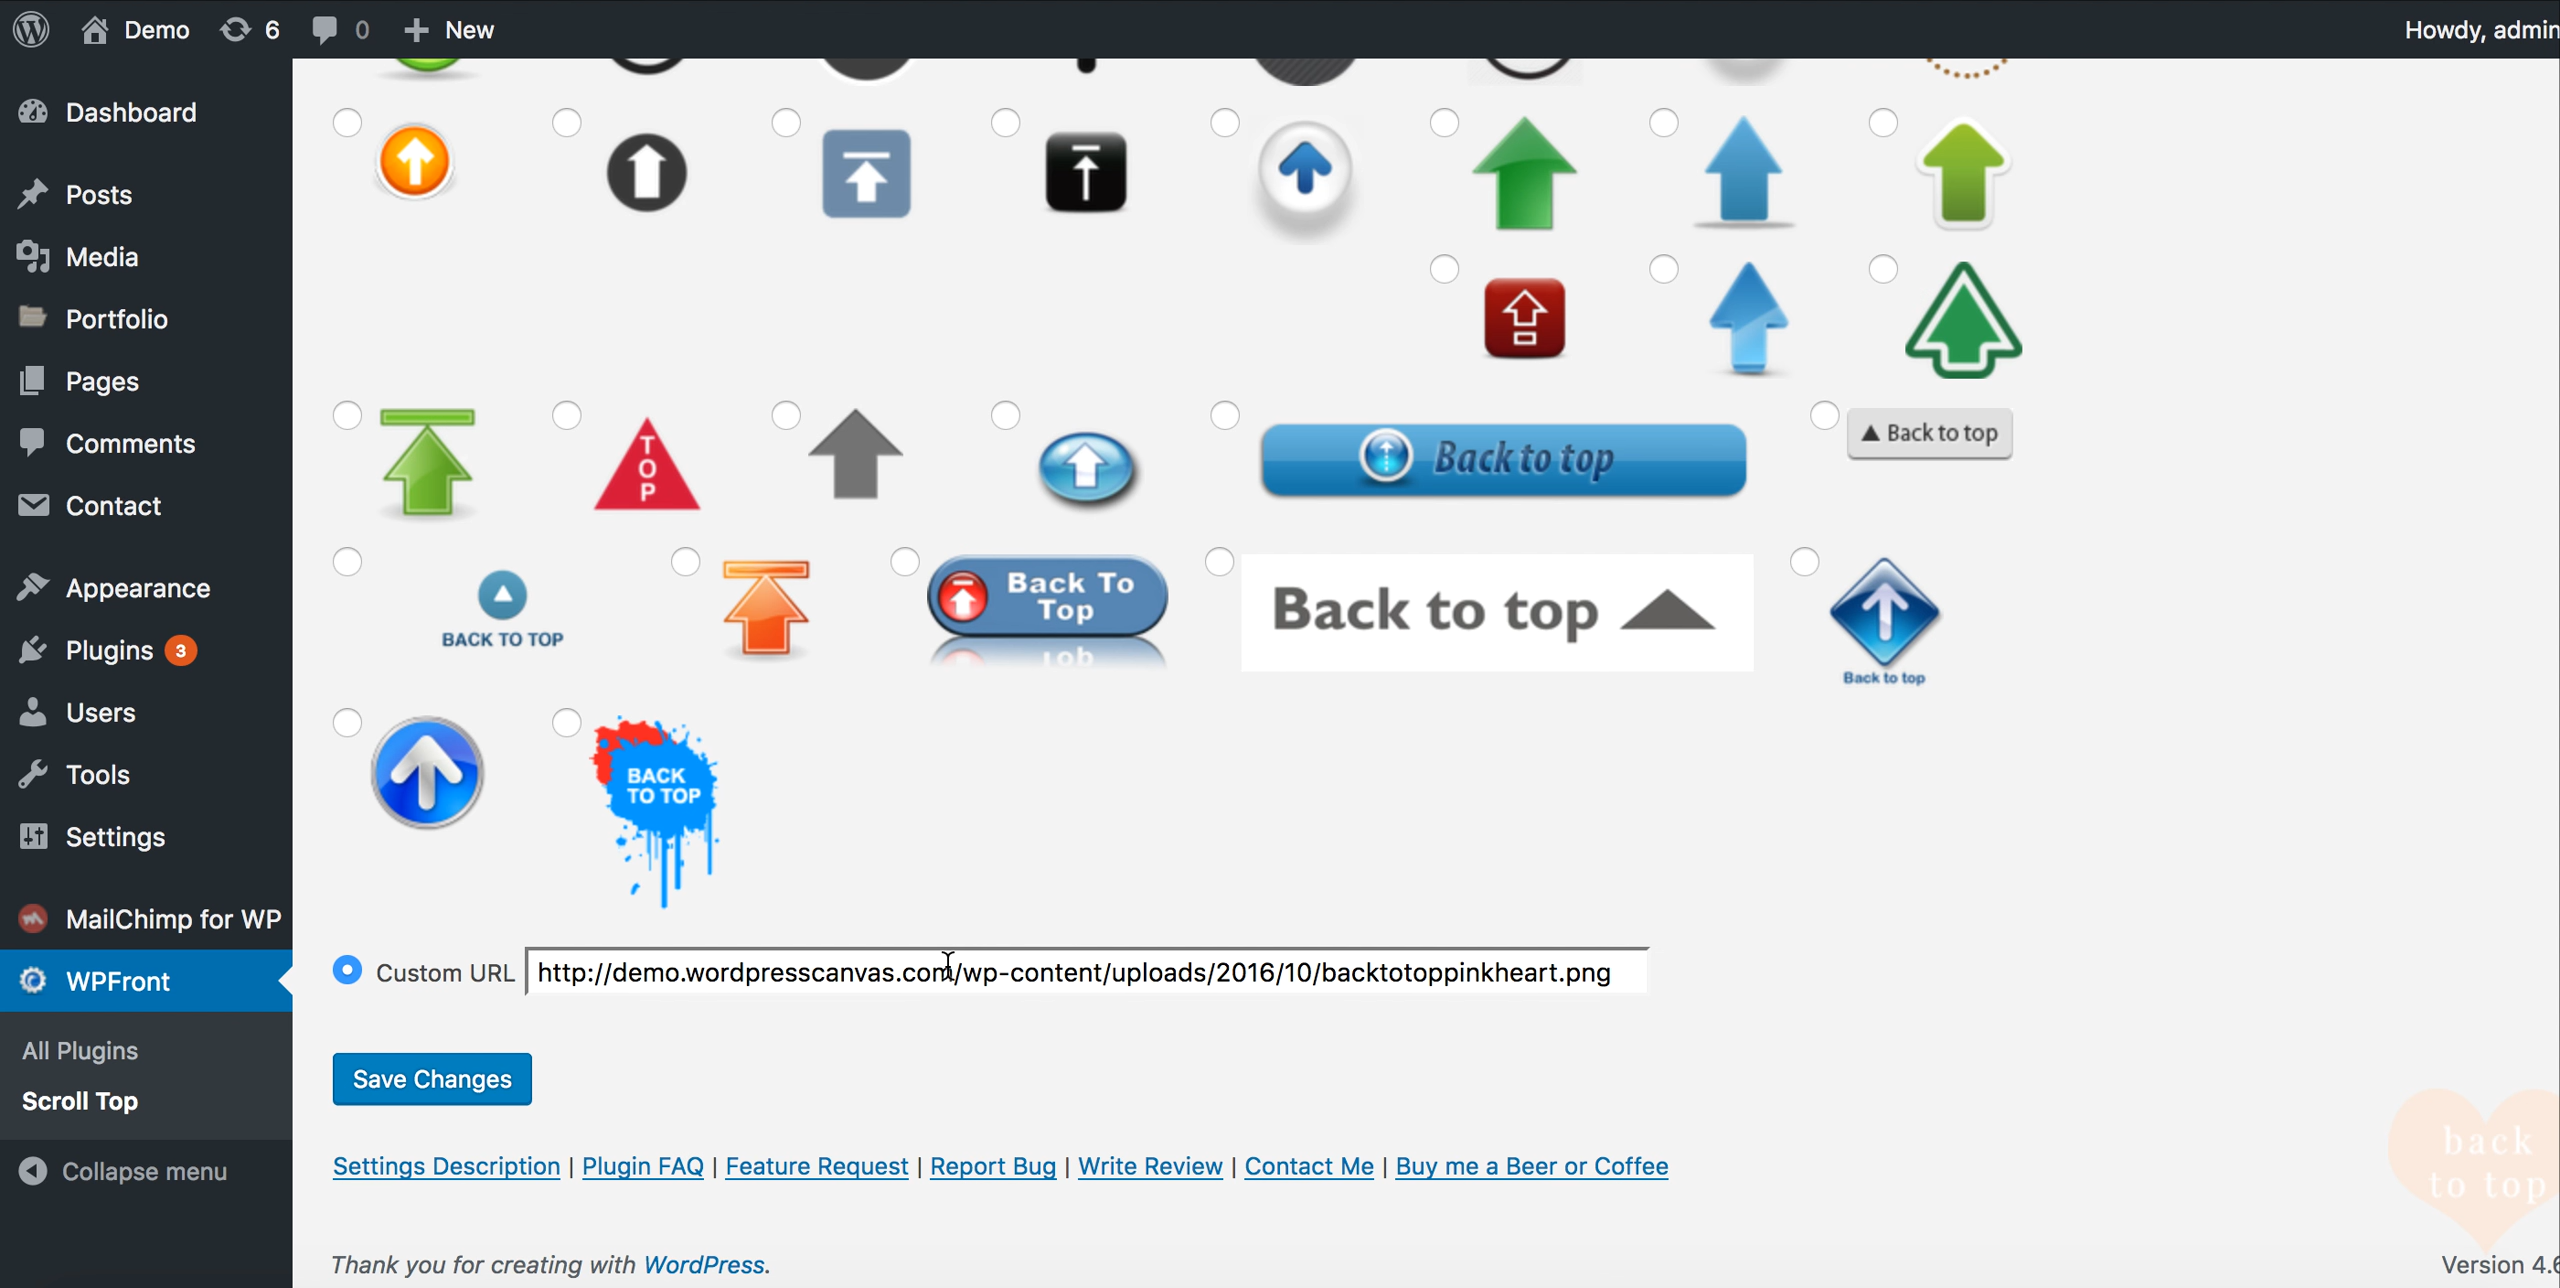 Demo 6 0 New Howdy, admin
Dashboard
Posts
Media
Portfolio
Pages
Comments
Contact
Appearance
Plugins 3
Users
Tools
Settings
MailChimp for WP
WPFront
All Plugins
Scroll Top
Collapse menu
TOP
Back to top
Back to top
BACK TO TOP
Back To
Top
Back to top
Back to top
BACK
TO TOP
Custom URL http://demo.wordpresscanvas.com/wp-content/uploads/2016/10/backtotoppinkheart.png
Save Changes
Settings Description | Plugin FAQ | Feature Request | Report Bug | Write Review | Contact Me | Buy me a Beer or Coffee
back
to top
Thank you for creating with WordPress.
Version 4.6